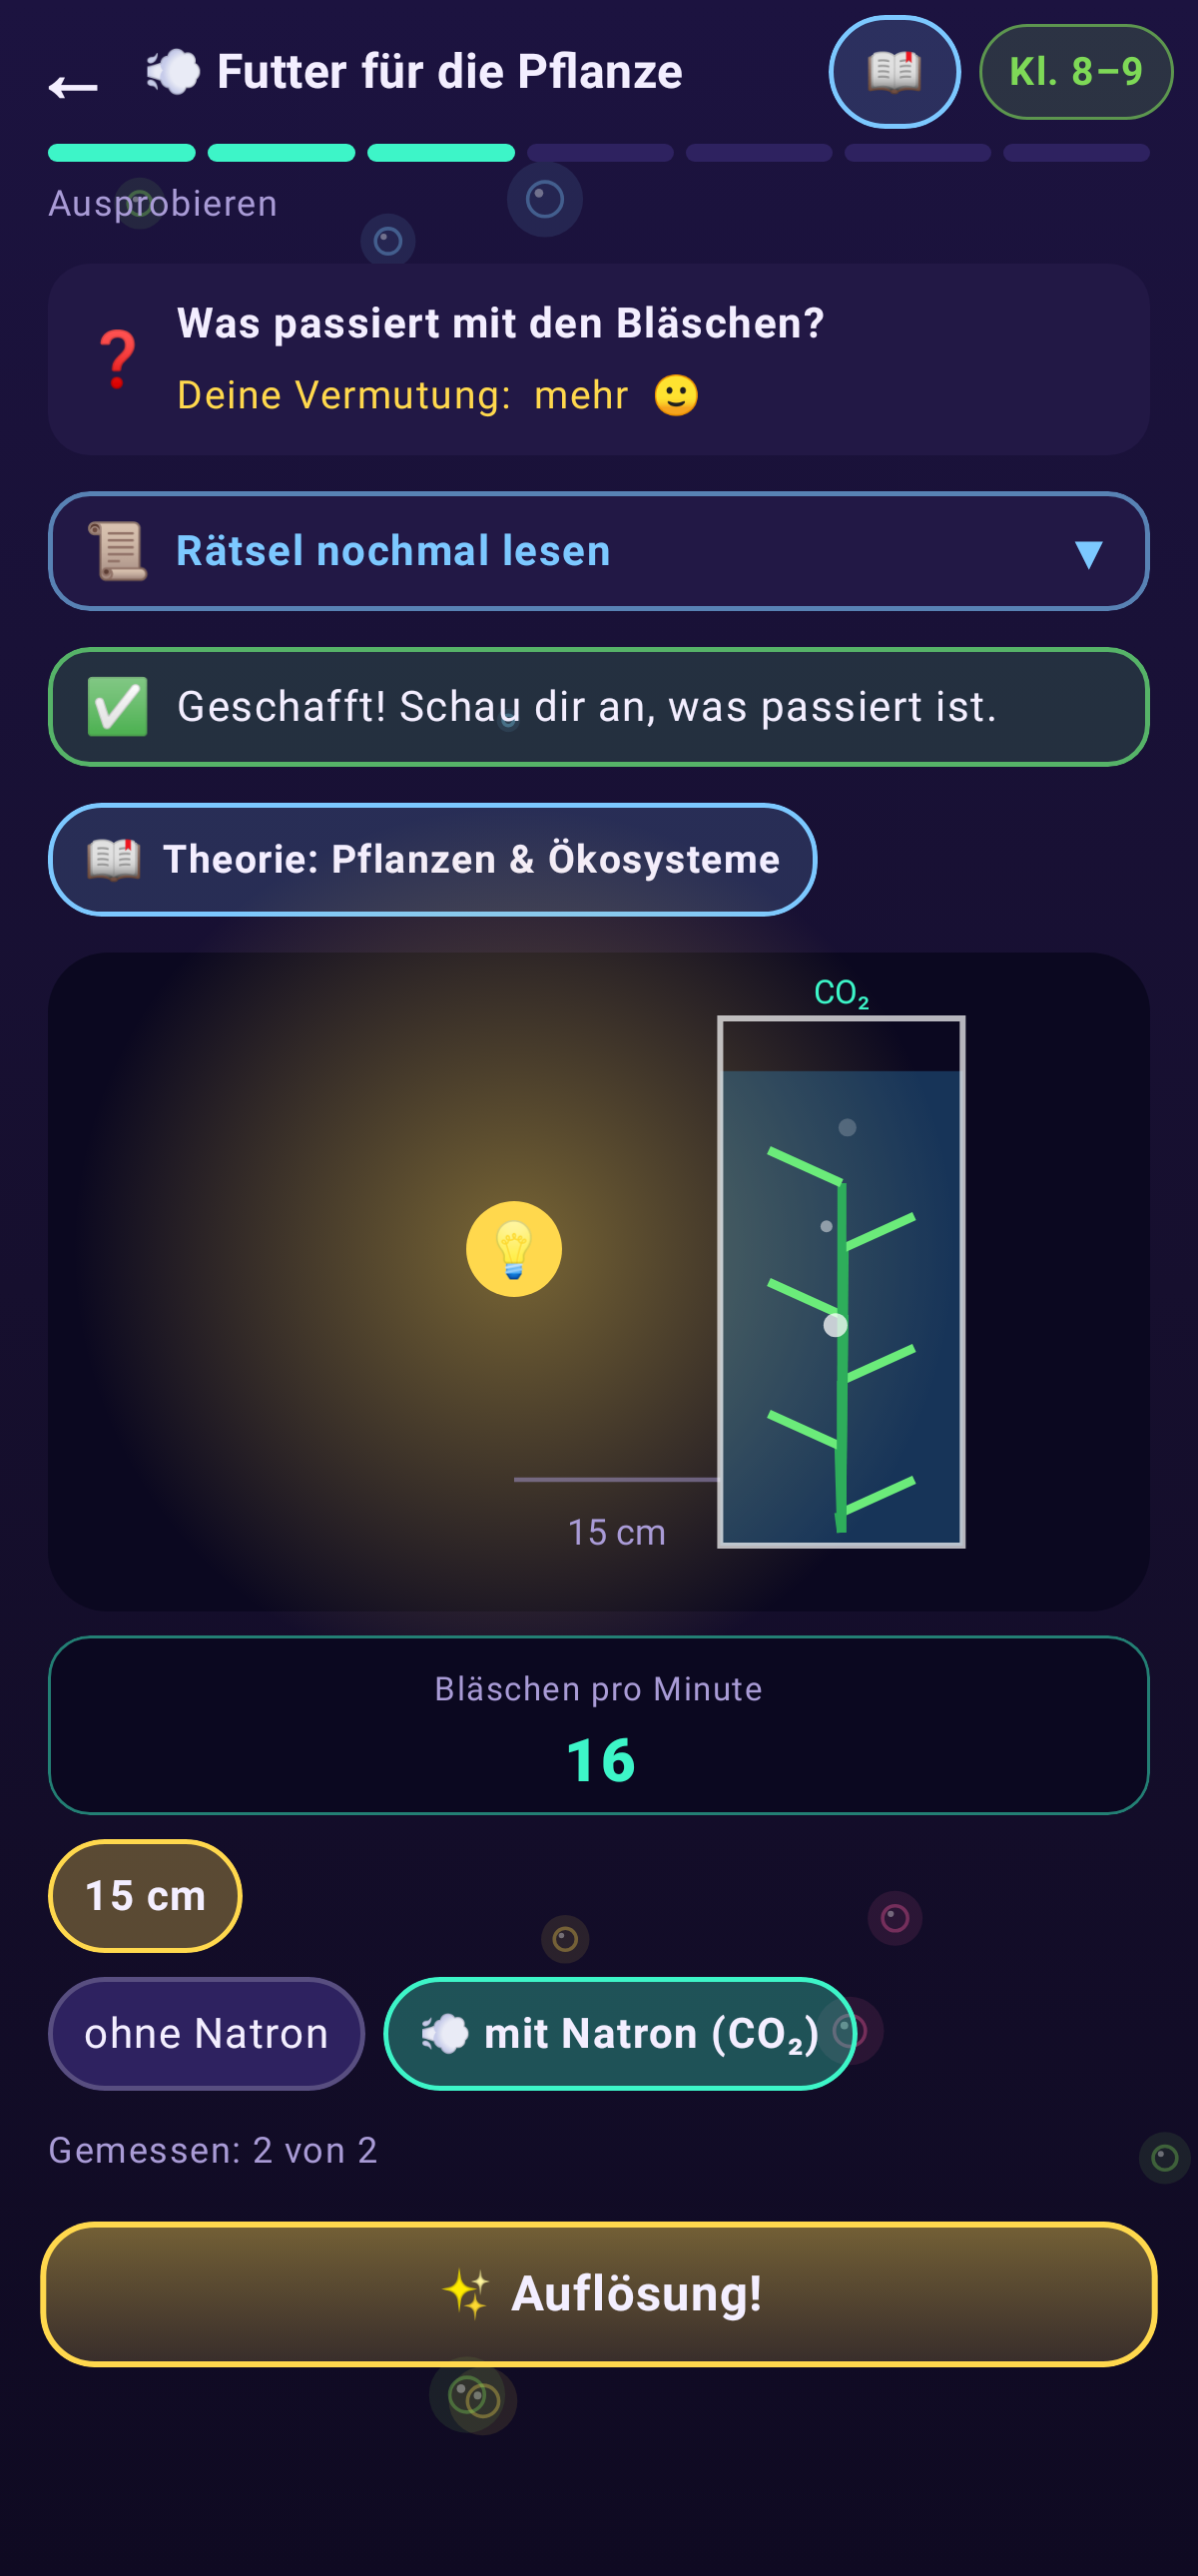 Futter für die Pflanze
Kl. 8–9
Ausprobieren
Was passiert mit den Bläschen?
Deine Vermutung: mehr
Rätsel nochmal lesen
Geschafft! Schau dir an, was passiert ist.
Theorie: Pflanzen & Ökosysteme
CO₂
15 cm
Bläschen pro Minute
16
15 cm
ohne Natron
mit Natron (CO₂)
Gemessen: 2 von 2
Auflösung!